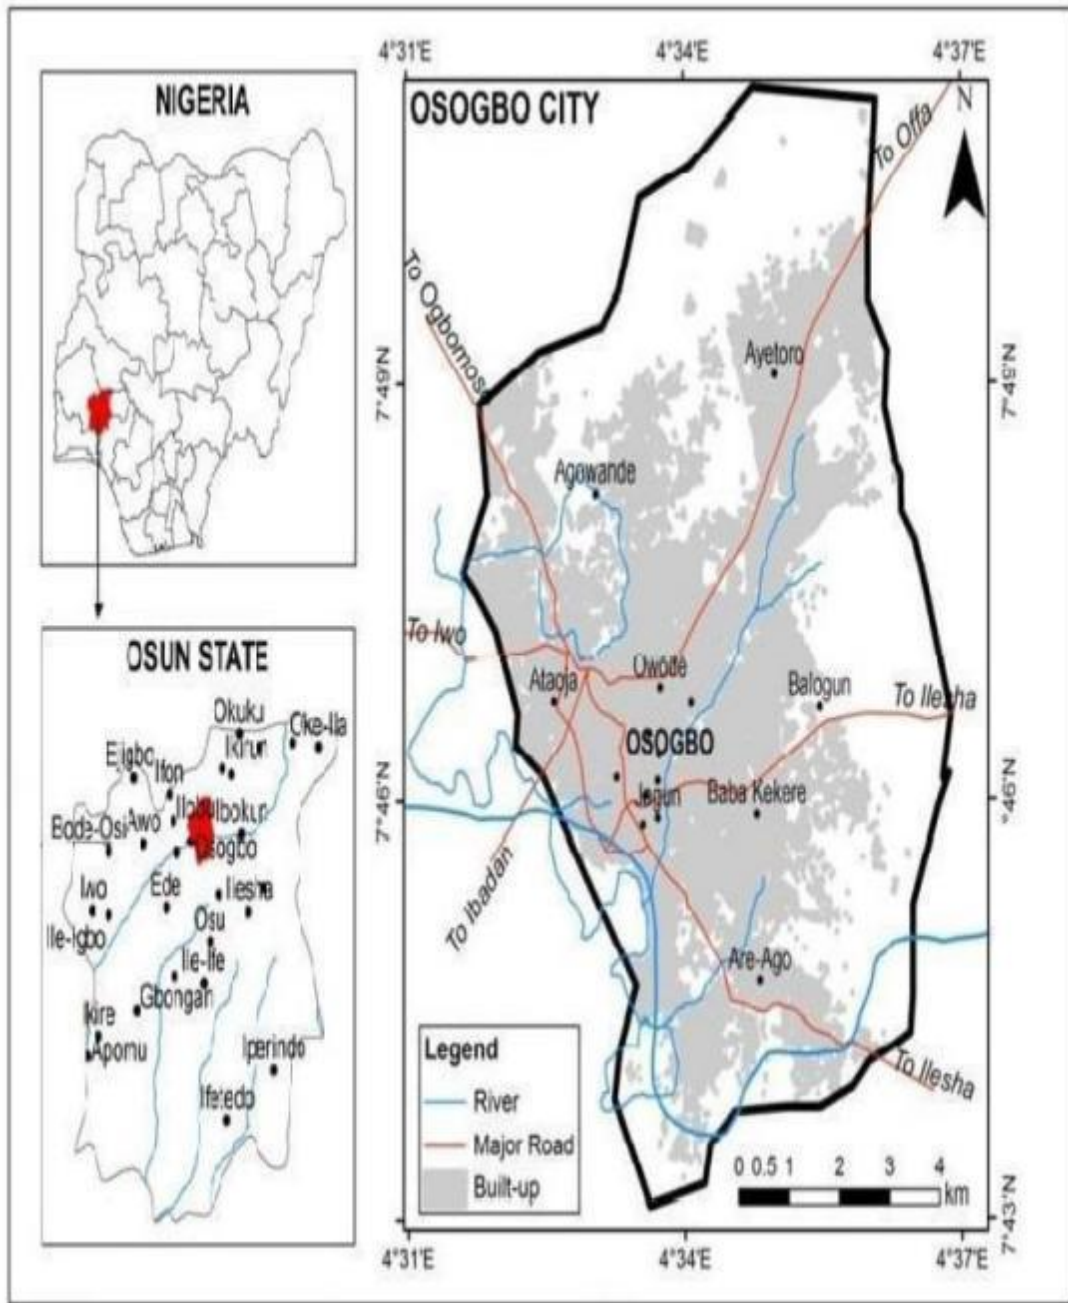 NIGERIA
OSUN STATE
Okuku
Oke-Ila
Ikirun
Ejigbo
Ifon
Ilobu
Ibokun
Bode-Osi
Awo
Osogbo
Iwo
Ede
Ilesha
Ile-Igbo
Osu
Ile-Ife
Gbongan
Ikire
Apomu
Iperindo
Ifetedo
4°31'E
4°34'E
4°37'E
OSOGBO CITY
N
To Offa
To Ogbomoso
7°49'N
7°49'N
Ayetoro
Agowande
To Iwo
Ataoja
Owode
Balogun
To Ilesha
OSOGBO
7°46'N
°46'N
Jagun
Baba Kekere
To Ibadan
Are-Ago
To Ilesha
Legend
River
Major Road
Built-up
0 0.5 1 2 3 4
km
7°43'N
4°31'E
4°34'E
4°37'E